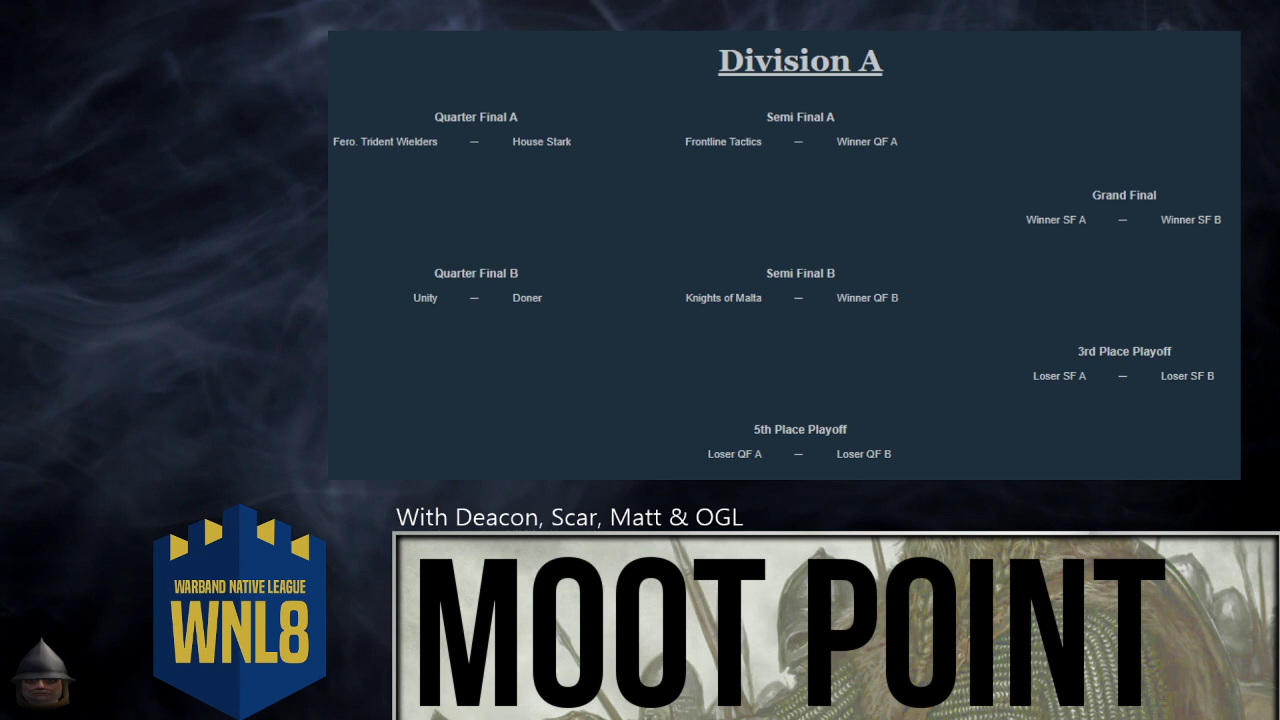 Division A
Quarter Final A
Fero. Trident Wielders — House Stark
Semi Final A
Frontline Tactics — Winner QF A
Grand Final
Winner SF A — Winner SF B
Quarter Final B
Unity — Doner
Semi Final B
Knights of Malta — Winner QF B
3rd Place Playoff
Loser SF A — Loser SF B
5th Place Playoff
Loser QF A — Loser QF B
With Deacon, Scar, Matt & OGL
MOOT POINT
WARBAND NATIVE LEAGUE
WNL8